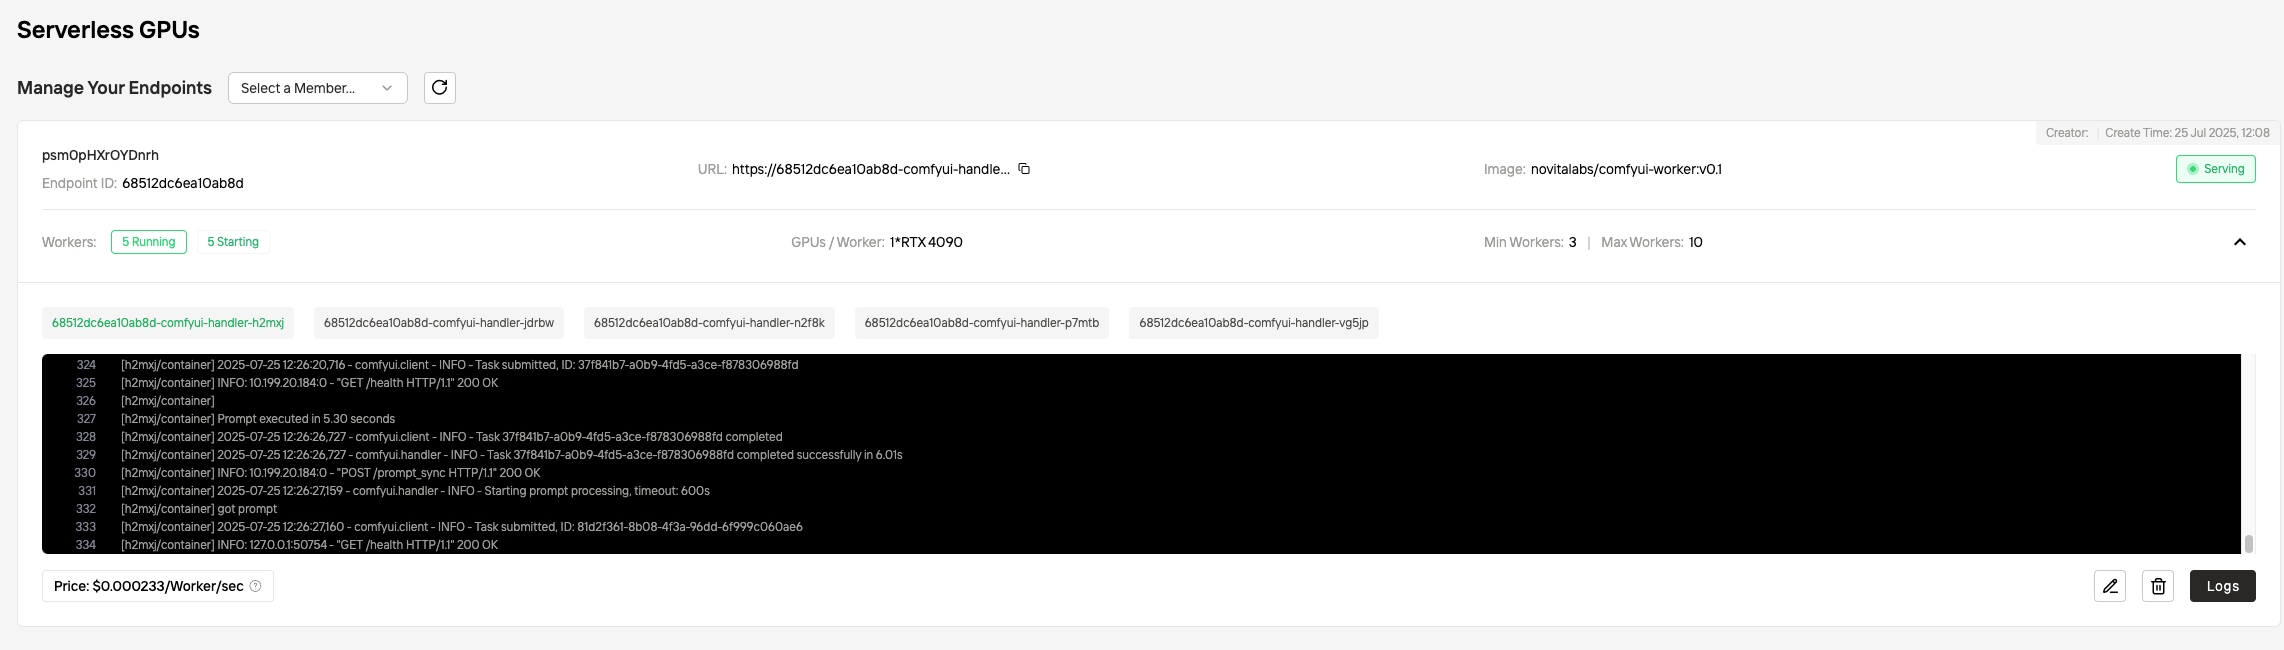 Serverless GPUs
Manage Your Endpoints Select a Member...
Creator: | Create Time: 25 Jul 2025, 12:08
psm0pHXrOYDnrh
Endpoint ID: 68512dc6ea10ab8d
URL: https://68512dc6ea10ab8d-comfyui-handle...
Image: novitalabs/comfyui-worker:v0.1
Serving
Workers: 5 Running 5 Starting
GPUs / Worker: 1*RTX 4090
Min Workers: 3 | Max Workers: 10
68512dc6ea10ab8d-comfyui-handler-h2mxj 68512dc6ea10ab8d-comfyui-handler-jdrbw 68512dc6ea10ab8d-comfyui-handler-n2f8k 68512dc6ea10ab8d-comfyui-handler-p7mtb 68512dc6ea10ab8d-comfyui-handler-vg5jp
324 [h2mxj/container] 2025-07-25 12:26:20,716 - comfyui.client - INFO - Task submitted, ID: 37f841b7-a0b9-4fd5-a3ce-f878306988fd
325 [h2mxj/container] INFO: 10.199.20.184:0 - "GET /health HTTP/1.1" 200 OK
326 [h2mxj/container]
327 [h2mxj/container] Prompt executed in 5.30 seconds
328 [h2mxj/container] 2025-07-25 12:26:26,727 - comfyui.client - INFO - Task 37f841b7-a0b9-4fd5-a3ce-f878306988fd completed
329 [h2mxj/container] 2025-07-25 12:26:26,727 - comfyui.handler - INFO - Task 37f841b7-a0b9-4fd5-a3ce-f878306988fd completed successfully in 6.01s
330 [h2mxj/container] INFO: 10.199.20.184:0 - "POST /prompt_sync HTTP/1.1" 200 OK
331 [h2mxj/container] 2025-07-25 12:26:27,159 - comfyui.handler - INFO - Starting prompt processing, timeout: 600s
332 [h2mxj/container] got prompt
333 [h2mxj/container] 2025-07-25 12:26:27,160 - comfyui.client - INFO - Task submitted, ID: 81d2f361-8b08-4f3a-96dd-6f999c060ae6
334 [h2mxj/container] INFO: 127.0.0.1:50754 - "GET /health HTTP/1.1" 200 OK
Price: $0.000233/Worker/sec
Logs